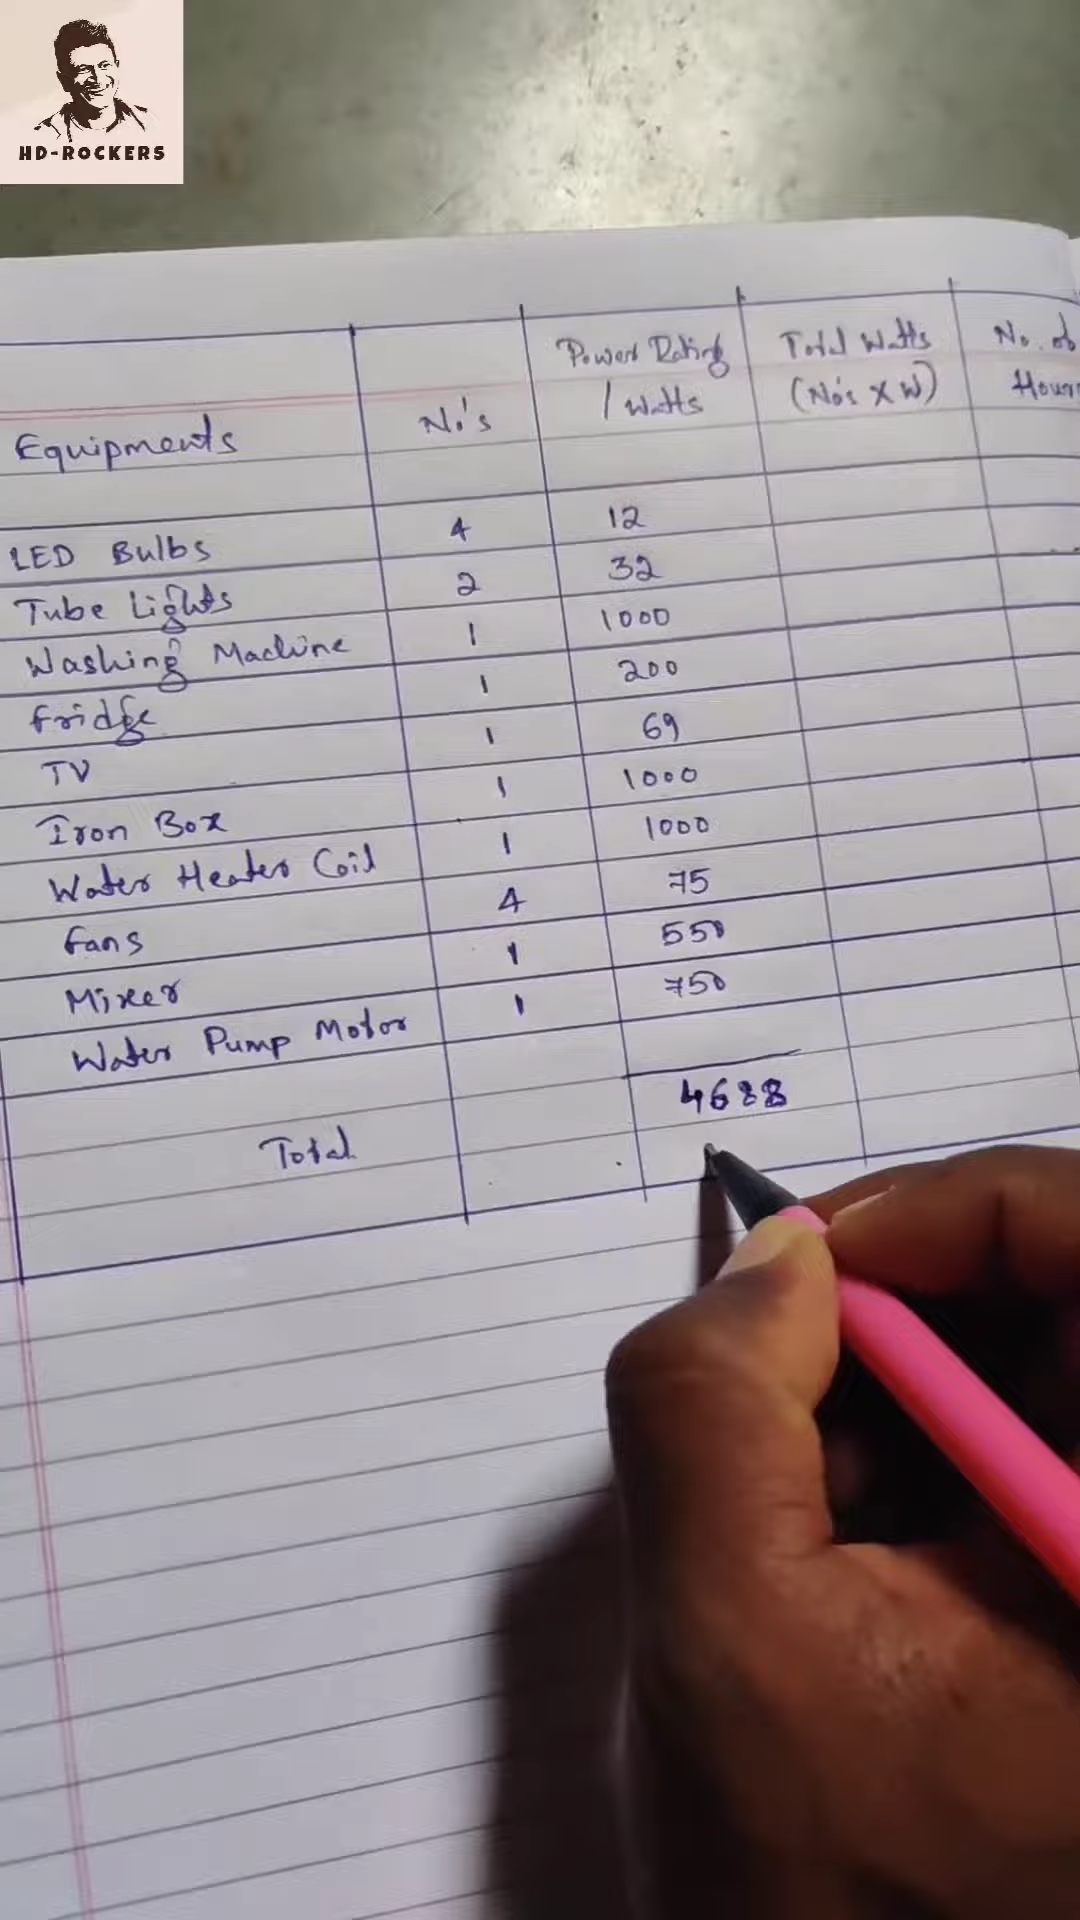 HD-ROCKERS
Equipments No's Power Rating / Watts Total Watts (No's X W) No. of Hours
LED Bulbs 4 12
Tube Lights 2 32
Washing Machine 1 1000
Fridge 1 200
TV 1 69
Iron Box 1 1000
Water Heater Coil 1 1000
Fans 4 75
Mixer 1 550
Water Pump Motor 1 750
Total 4688